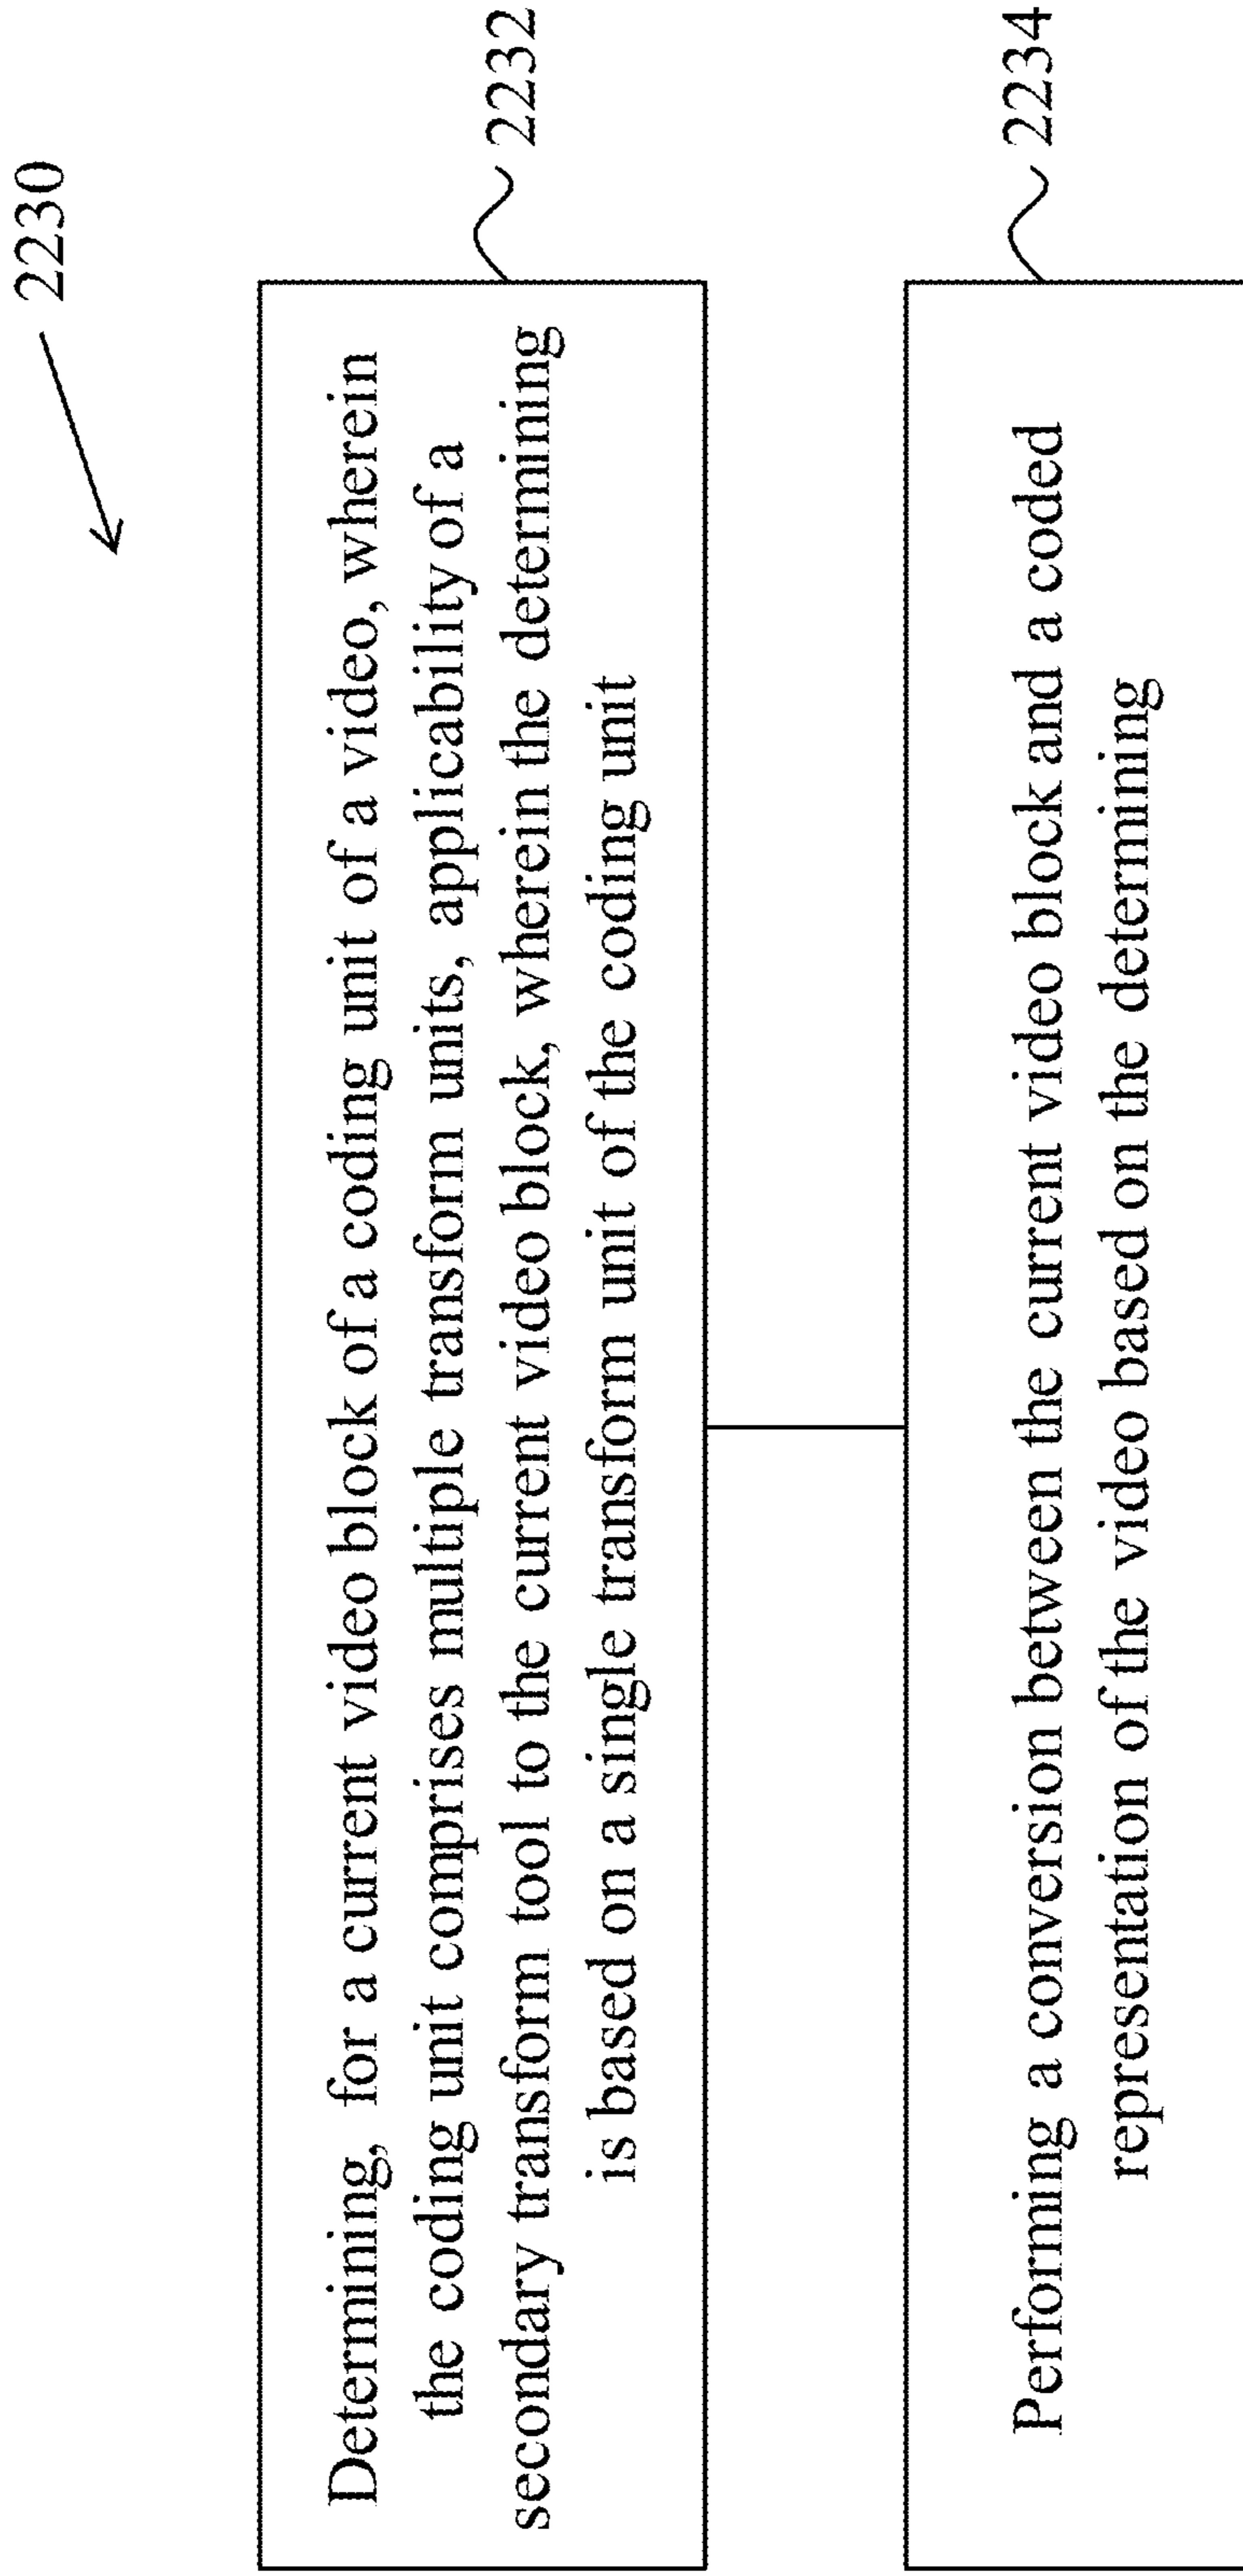 2230
Determining, for a current video block of a coding unit of a video, wherein
the coding unit comprises multiple transform units, applicability of a
secondary transform tool to the current video block, wherein the determining
is based on a single transform unit of the coding unit
2232
Performing a conversion between the current video block and a coded
representation of the video based on the determining
2234